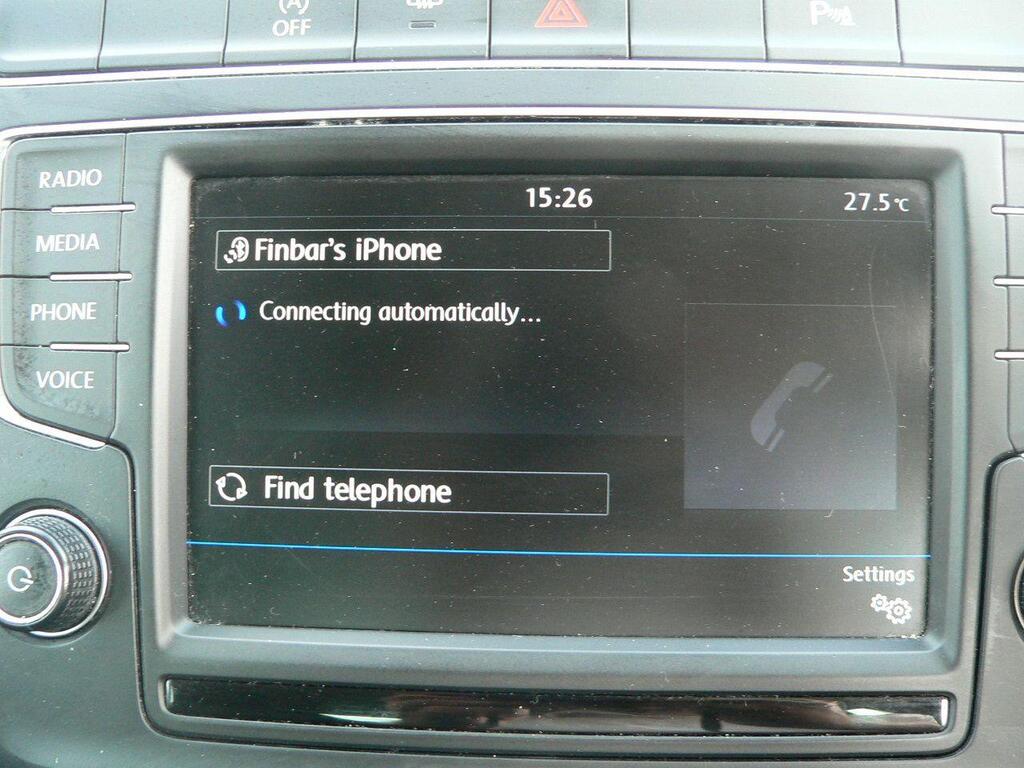 (A)
OFF
P
RADIO
MEDIA
PHONE
VOICE
15:26
27.5°C
Finbar's iPhone
Connecting automatically...
Find telephone
Settings